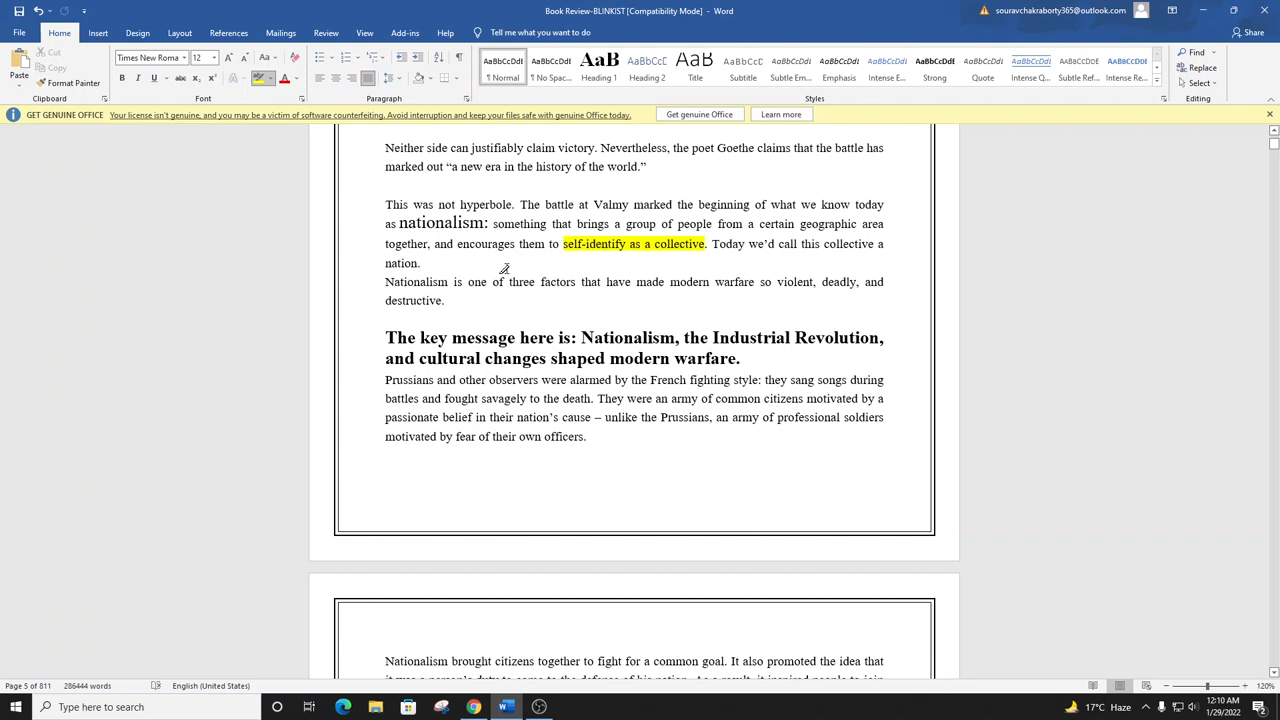 Book Review-BLINKIST [Compatibility Mode] - Word
souravchakraborty365@outlook.com
File Home Insert Draw Design Layout References Mailings Review View Add-ins Help Tell me what you want to do Share
Paste Cut Copy Format Painter Clipboard
Times New Roma 12 Font
Paragraph
AaBbCcDdE ¶ Normal AaBbCcDdE ¶ No Spac... AaB Heading 1 AaBbCcD Heading 2 AaB Title AaBbCcD Subtitle AaBbCcDdE Subtle Em... AaBbCcDdE Emphasis AaBbCcDdE Intense E... AaBbCcDdE Strong AaBbCcDdE Quote AaBbCcDdE Intense Q... AaBbCcDdE Subtle Ref... AaBbCcDdE Intense Re... Styles
Find Replace Select Editing
GET GENUINE OFFICE Your license isn't genuine, and you may be a victim of software counterfeiting. Avoid interruption and keep your files safe with genuine Office today. Get genuine Office Learn more
Neither side can justifiably claim victory. Nevertheless, the poet Goethe claims that the battle has
marked out “a new era in the history of the world.”
This was not hyperbole. The battle at Valmy marked the beginning of what we know today
as nationalism: something that brings a group of people from a certain geographic area
together, and encourages them to self-identify as a collective. Today we’d call this collective a
nation.
Nationalism is one of three factors that have made modern warfare so violent, deadly, and
destructive.
The key message here is: Nationalism, the Industrial Revolution,
and cultural changes shaped modern warfare.
Prussians and other observers were alarmed by the French fighting style: they sang songs during
battles and fought savagely to the death. They were an army of common citizens motivated by a
passionate belief in their nation’s cause – unlike the Prussians, an army of professional soldiers
motivated by fear of their own officers.
Nationalism brought citizens together to fight for a common goal. It also promoted the idea that
Page 5 of 811 286444 words English (United States) 120%
Type here to search 17°C Haze 12:10 AM
1/29/2022